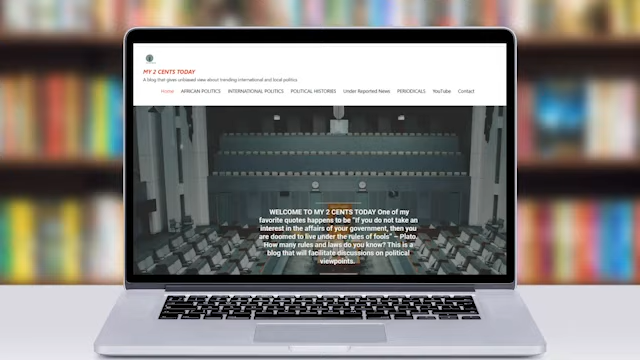 MY 2 CENTS TODAY
A blog that gives unbiased view about trending international and local politics
Home AFRICAN POLITICS INTERNATIONAL POLITICS POLITICAL HISTORIES Under Reported News PERIODICALS YouTube Contact
WELCOME TO MY 2 CENTS TODAY One of my
favorite quotes happens to be "If you do not take an
interest in the affairs of your government, then you
are doomed to live under the rules of fools" – Plato.
How many rules and laws do you know? This is a
blog that will facilitate discussions on political
viewpoints.